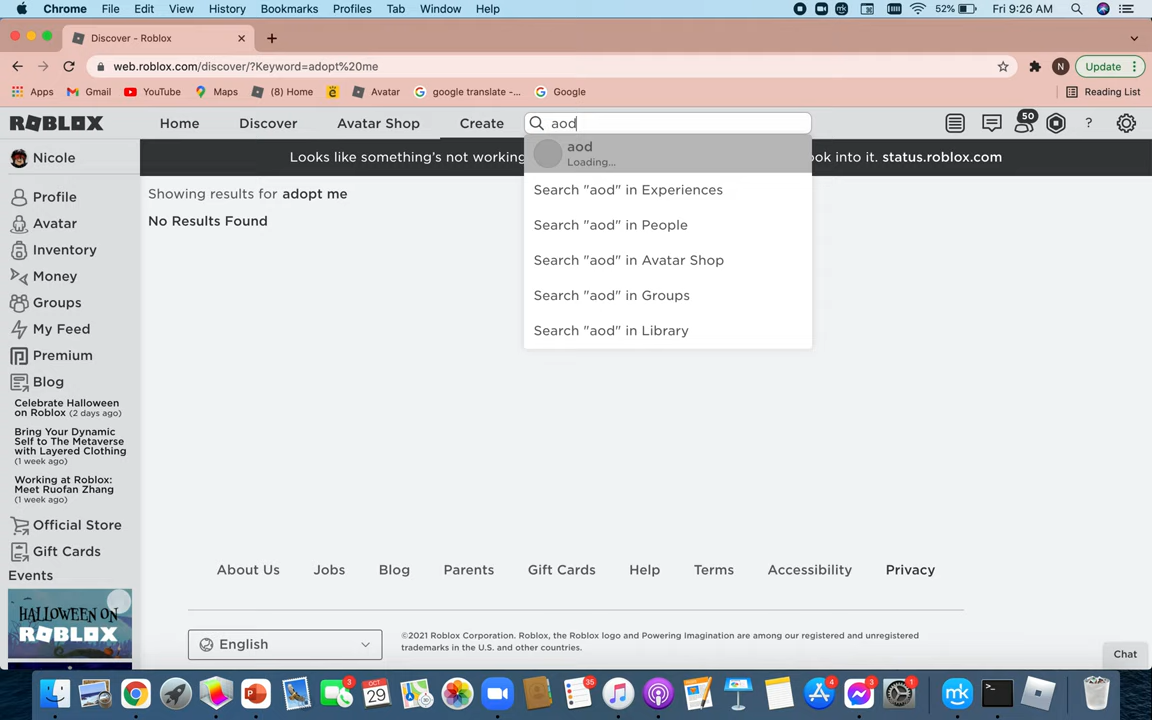 Chrome File Edit View History Bookmarks Profiles Tab Window Help 52% Fri 9:26 AM
Discover - Roblox
web.roblox.com/discover/?Keyword=adopt%20me N Update
Apps Gmail YouTube Maps (8) Home Avatar google translate -... Google Reading List
ROBLOX Home Discover Avatar Shop Create aod 50 ?
aod
Loading...
Search "aod" in Experiences
Search "aod" in People
Search "aod" in Avatar Shop
Search "aod" in Groups
Search "aod" in Library
Nicole
Looks like something's not working ook into it. status.roblox.com
Showing results for adopt me
No Results Found
Profile
Avatar
Inventory
Money
Groups
My Feed
Premium
Blog
Celebrate Halloween
on Roblox (2 days ago)
Bring Your Dynamic
Self to The Metaverse
with Layered Clothing
(1 week ago)
Working at Roblox:
Meet Ruofan Zhang
(1 week ago)
Official Store
Gift Cards
Events
HALLOWEEN ON
ROBLOX
About Us Jobs Blog Parents Gift Cards Help Terms Accessibility Privacy
English
©2021 Roblox Corporation. Roblox, the Roblox logo and Powering Imagination are among our registered and unregistered
trademarks in the U.S. and other countries.
Chat
3 OCT 29 35 4 3 1
mk